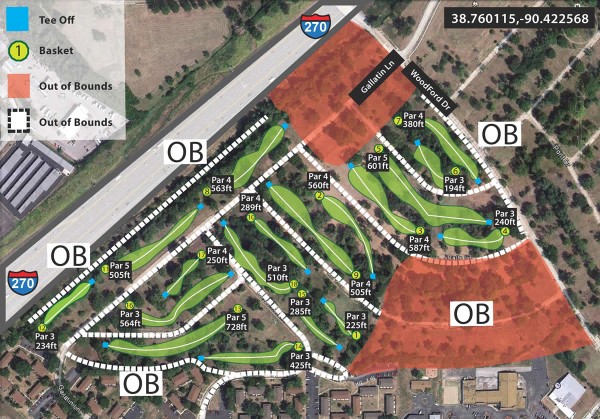 Tee Off
1
Basket
Out of Bounds
Out of Bounds
270
38.760115,-90.422568
Gallatin Ln
Woodford Dr
7
Par 4
380ft
OB
OB
5
Par 5
601ft
6
Par 3
194ft
8
Par 4
563ft
Par 4
289ft
16
Par 4
560ft
2
Par 3
240ft
4
3
Par 4
587ft
OB
270
11
Par 5
505ft
17
Par 4
250ft
Par 3
510ft
18
9
Par 4
505ft
15
Par 3
285ft
OB
12
Par 3
234ft
Par 3
564ft
13
Par 5
728ft
Par 3
225ft
1
OB
14
Par 3
425ft